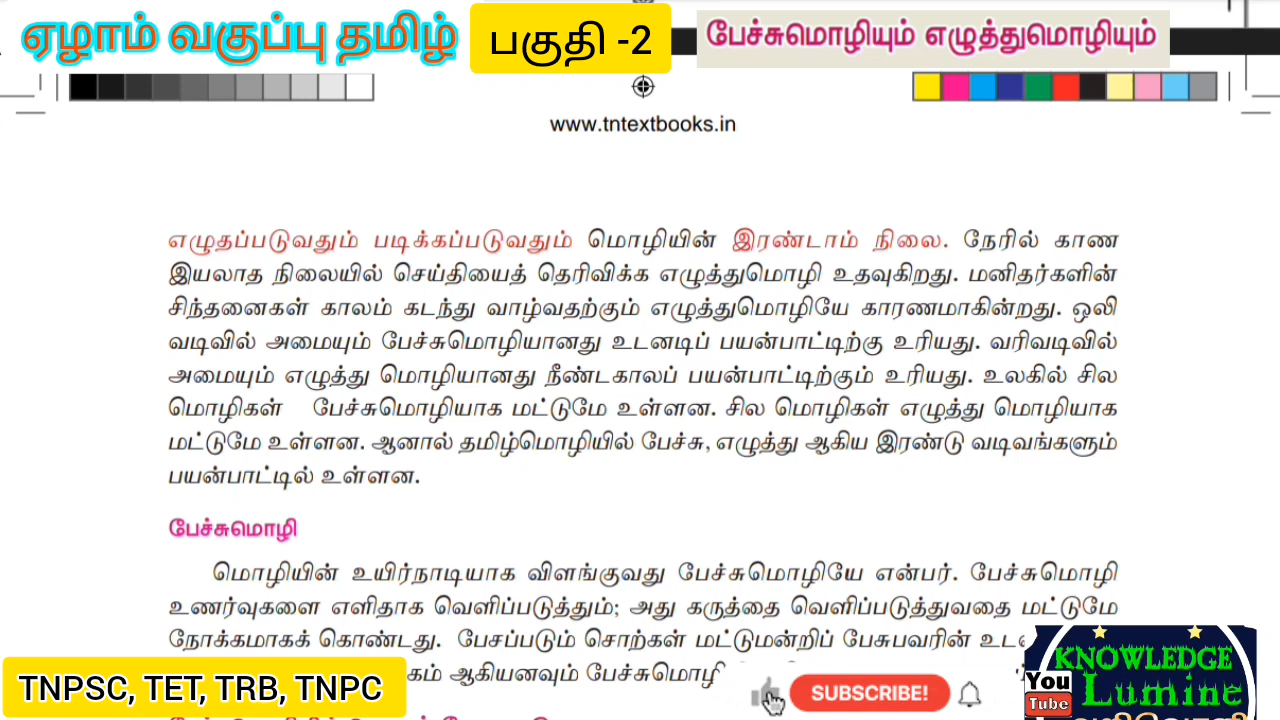 ஏழாம் வகுப்பு தமிழ்
பகுதி -2
பேச்சுமொழியும் எழுத்துமொழியும்
www.tntextbooks.in
எழுதப்படுவதும் படிக்கப்படுவதும் மொழியின் இரண்டாம் நிலை. நேரில் காண
இயலாத நிலையில் செய்தியைத் தெரிவிக்க எழுத்துமொழி உதவுகிறது. மனிதர்களின்
சிந்தனைகள் காலம் கடந்து வாழ்வதற்கும் எழுத்துமொழியே காரணமாகின்றது. ஒலி
வடிவில் அமையும் பேச்சுமொழியானது உடனடிப் பயன்பாட்டிற்கு உரியது. வரிவடிவில்
அமையும் எழுத்து மொழியானது நீண்டகாலப் பயன்பாட்டிற்கும் உரியது. உலகில் சில
மொழிகள் பேச்சுமொழியாக மட்டுமே உள்ளன. சில மொழிகள் எழுத்து மொழியாக
மட்டுமே உள்ளன. ஆனால் தமிழ்மொழியில் பேச்சு, எழுத்து ஆகிய இரண்டு வடிவங்களும்
பயன்பாட்டில் உள்ளன.
பேச்சுமொழி
மொழியின் உயிர்நாடியாக விளங்குவது பேச்சுமொழியே என்பர். பேச்சுமொழி
உணர்வுகளை எளிதாக வெளிப்படுத்தும்; அது கருத்தை வெளிப்படுத்துவதை மட்டுமே
நோக்கமாகக் கொண்டது. பேசப்படும் சொற்கள் மட்டுமன்றிப் பேசுபவரின்
ஆகியனவும் பேச்சுமொழி
TNPSC, TET, TRB, TNPC
SUBSCRIBE!
KNOWLEDGE
You Tube Lumine